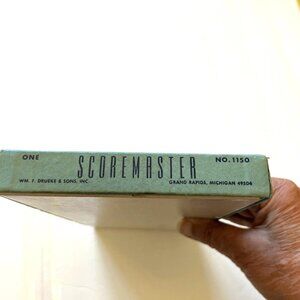 ONE SCOREMASTER NO. 1150
WM. F. DRUEKE & SONS, INC. GRAND RAPIDS, MICHIGAN 49504